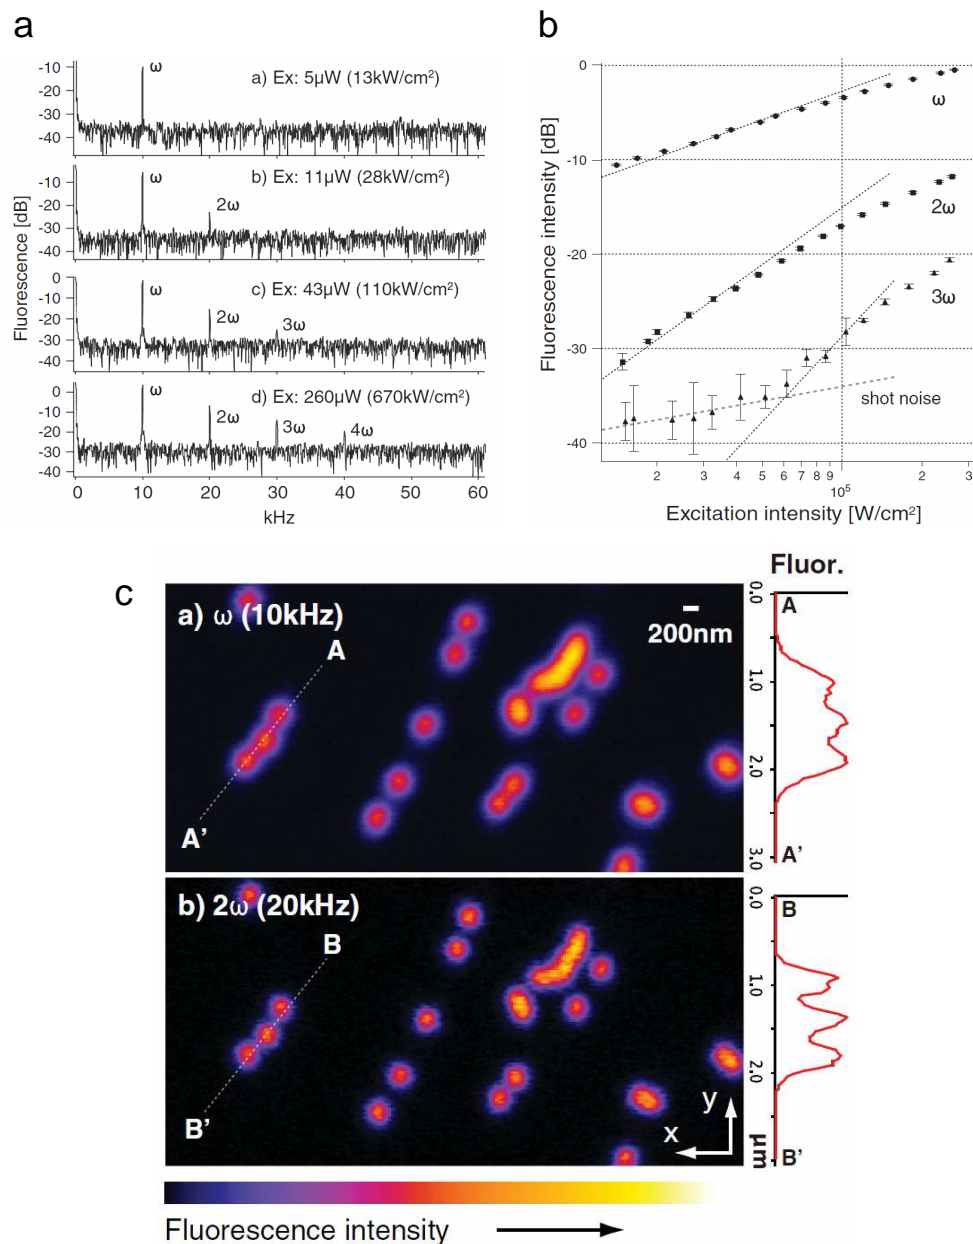 a
-10
-20
-30
-40
ω
a) Ex: 5µW (13kW/cm²)
-10
-20
-30
-40
ω
2ω
b) Ex: 11µW (28kW/cm²)
0
-10
-20
-30
-40
ω
2ω
3ω
c) Ex: 43µW (110kW/cm²)
0
-10
-20
-30
-40
ω
2ω
3ω
4ω
d) Ex: 260µW (670kW/cm²)
Fluorescence [dB]
0 10 20 30 40 50 60
kHz
b
0
-10
-20
-30
-40
Fluorescence intensity [dB]
ω
2ω
3ω
shot noise
2 3 4 5 6 7 8 9 10⁵ 2 3
Excitation intensity [W/cm²]
c
a) ω (10kHz)
A
A'
200nm
Fluor.
0.0
A
1.0
2.0
3.0
A'
b) 2ω (20kHz)
B
B'
y
x
0.0
B
1.0
2.0
µm
B'
Fluorescence intensity